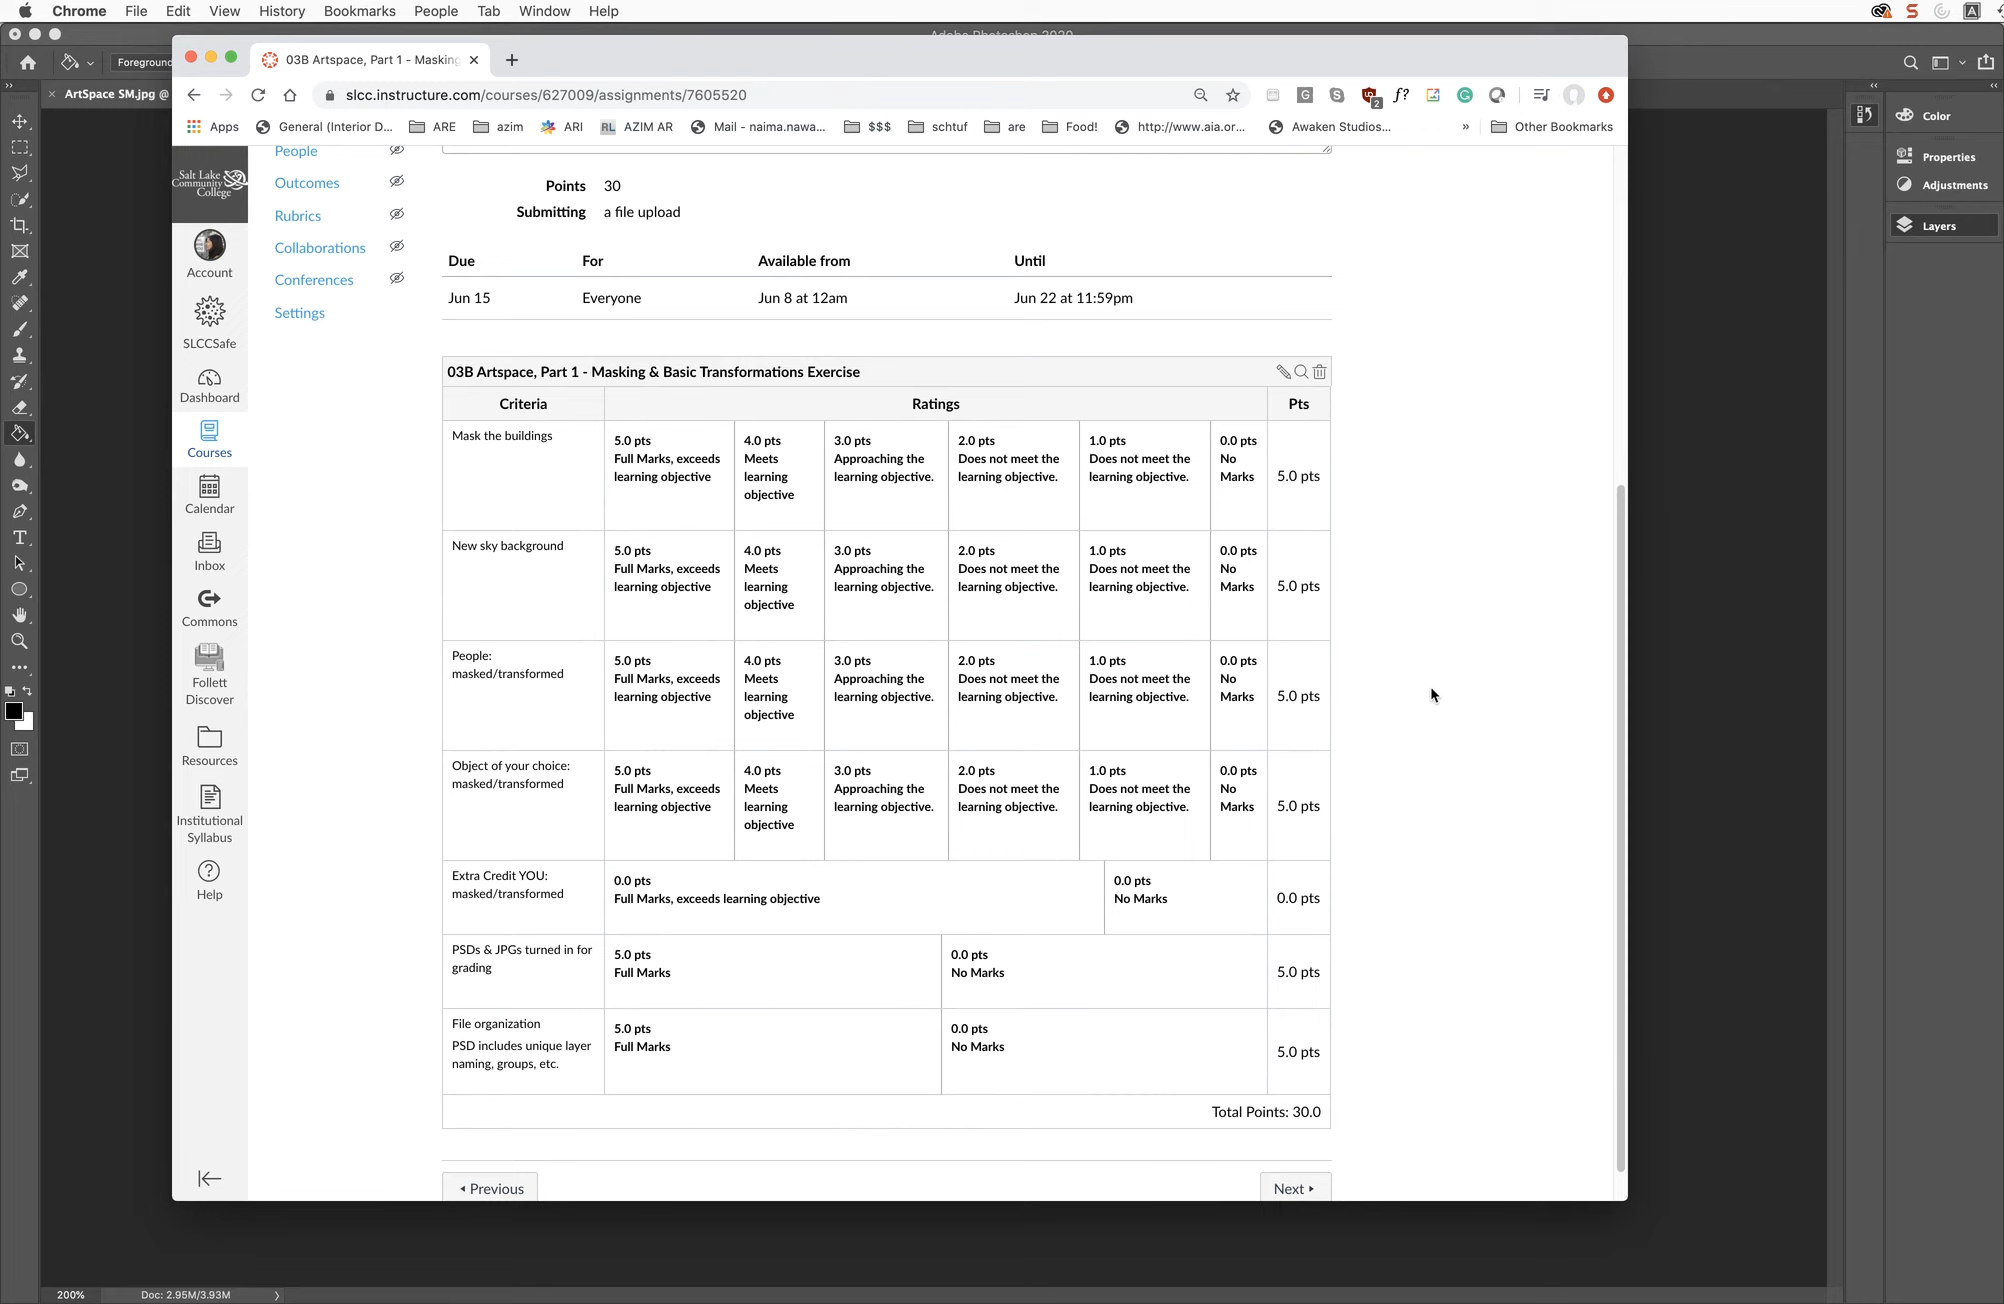 Chrome File Edit View History Bookmarks People Tab Window Help
Adobe Photoshop 2020
Foreground
ArtSpace SM.jpg @
03B Artspace, Part 1 - Masking
slcc.instructure.com/courses/627009/assignments/7605520
Apps General (Interior D... ARE azim ARI AZIM AR Mail - naima.nawa... $$$ schtuf are Food! http://www.aia.or... Awaken Studios... » Other Bookmarks
Color
Properties
Adjustments
Layers
Salt Lake
Community
College
Account
SLCCSafe
Dashboard
Courses
Calendar
Inbox
Commons
Follett
Discover
Resources
Institutional
Syllabus
Help
People
Outcomes
Rubrics
Collaborations
Conferences
Settings
Points 30
Submitting a file upload
Due For Available from Until
Jun 15 Everyone Jun 8 at 12am Jun 22 at 11:59pm
03B Artspace, Part 1 - Masking & Basic Transformations Exercise
Criteria Ratings Pts
Mask the buildings
5.0 pts 4.0 pts 3.0 pts 2.0 pts 1.0 pts 0.0 pts
Full Marks, exceeds Meets Approaching the Does not meet the Does not meet the No
learning objective learning learning objective. learning objective. learning objective. Marks 5.0 pts
objective
New sky background
5.0 pts 4.0 pts 3.0 pts 2.0 pts 1.0 pts 0.0 pts
Full Marks, exceeds Meets Approaching the Does not meet the Does not meet the No
learning objective learning learning objective. learning objective. learning objective. Marks 5.0 pts
objective
People:
masked/transformed
5.0 pts 4.0 pts 3.0 pts 2.0 pts 1.0 pts 0.0 pts
Full Marks, exceeds Meets Approaching the Does not meet the Does not meet the No
learning objective learning learning objective. learning objective. learning objective. Marks 5.0 pts
objective
Object of your choice:
masked/transformed
5.0 pts 4.0 pts 3.0 pts 2.0 pts 1.0 pts 0.0 pts
Full Marks, exceeds Meets Approaching the Does not meet the Does not meet the No
learning objective learning learning objective. learning objective. learning objective. Marks 5.0 pts
objective
Extra Credit YOU:
masked/transformed
0.0 pts 0.0 pts
Full Marks, exceeds learning objective No Marks 0.0 pts
PSDs & JPGs turned in for
grading
5.0 pts 0.0 pts
Full Marks No Marks 5.0 pts
File organization
PSD includes unique layer
naming, groups, etc.
5.0 pts 0.0 pts
Full Marks No Marks 5.0 pts
Total Points: 30.0
Previous Next
200% Doc: 2.95M/3.93M